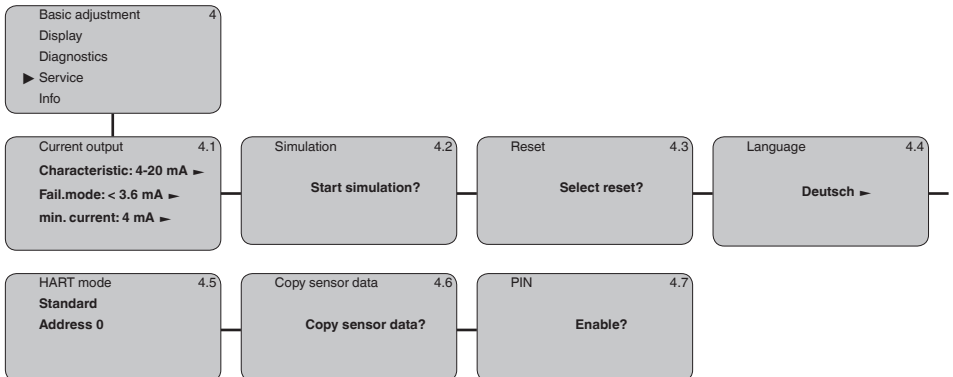 Basic adjustment 4
Display
Diagnostics
▶ Service
Info
Current output 4.1
Characteristic: 4-20 mA ►
Fail.mode: < 3.6 mA ►
min. current: 4 mA ►
Simulation 4.2
Start simulation?
Reset 4.3
Select reset?
Language 4.4
Deutsch ►
HART mode 4.5
Standard
Address 0
Copy sensor data 4.6
Copy sensor data?
PIN 4.7
Enable?